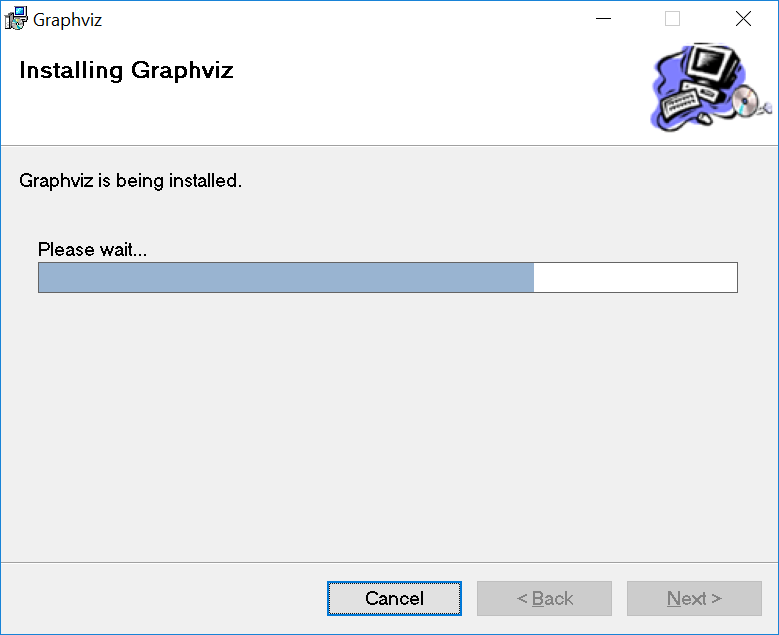 Graphviz
Installing Graphviz
Graphviz is being installed.
Please wait...
Cancel
< Back
Next >